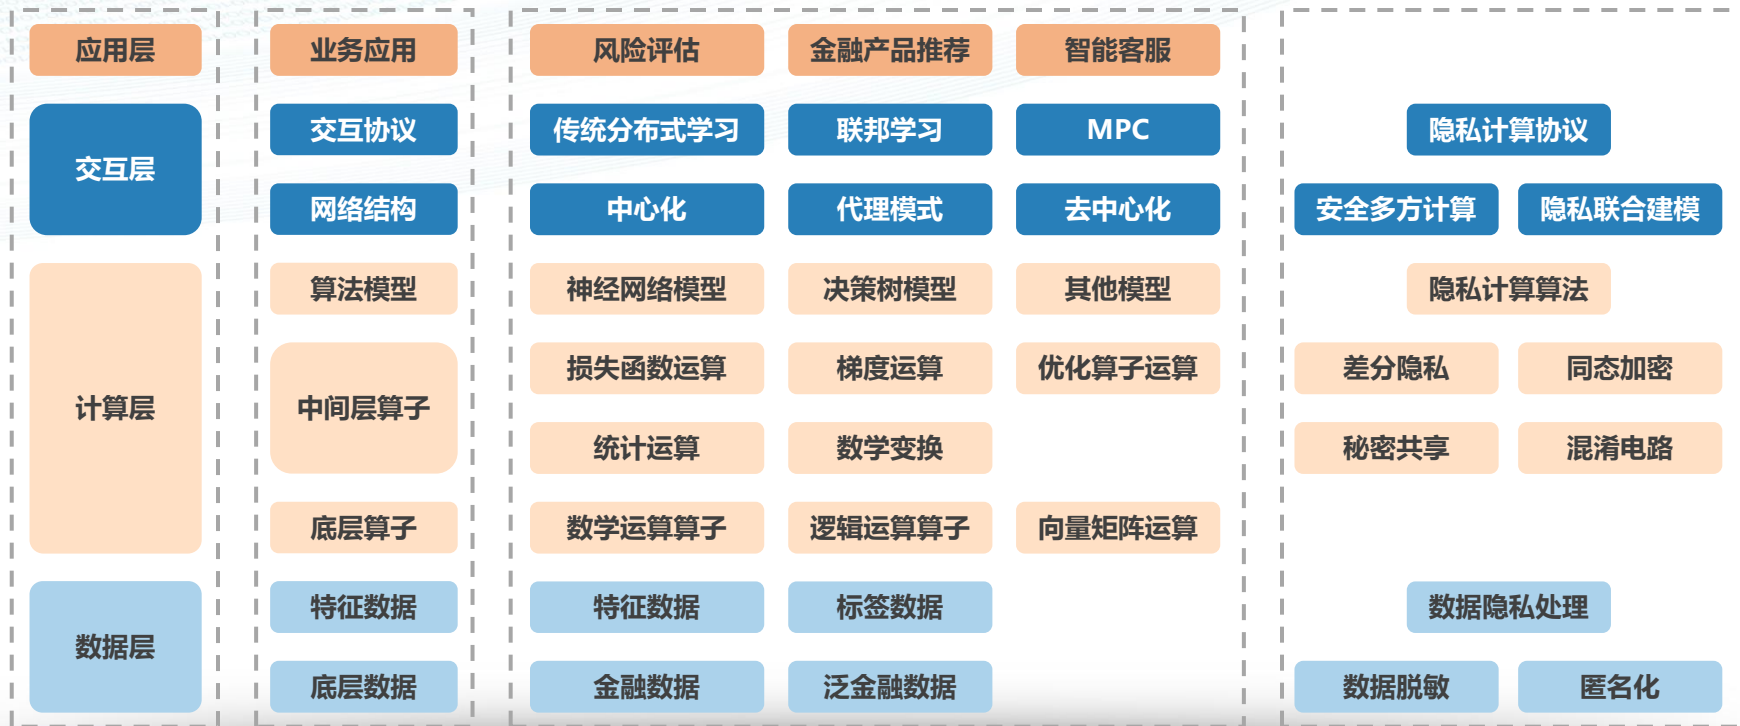 应用层
业务应用
风险评估
金融产品推荐
智能客服
交互层
交互协议
传统分布式学习
联邦学习
MPC
隐私计算协议
网络结构
中心化
代理模式
去中心化
安全多方计算
隐私联合建模
计算层
算法模型
神经网络模型
决策树模型
其他模型
隐私计算算法
中间层算子
损失函数运算
梯度运算
优化算子运算
差分隐私
同态加密
统计运算
数学变换
秘密共享
混淆电路
底层算子
数学运算算子
逻辑运算算子
向量矩阵运算
数据层
特征数据
特征数据
标签数据
数据隐私处理
底层数据
金融数据
泛金融数据
数据脱敏
匿名化